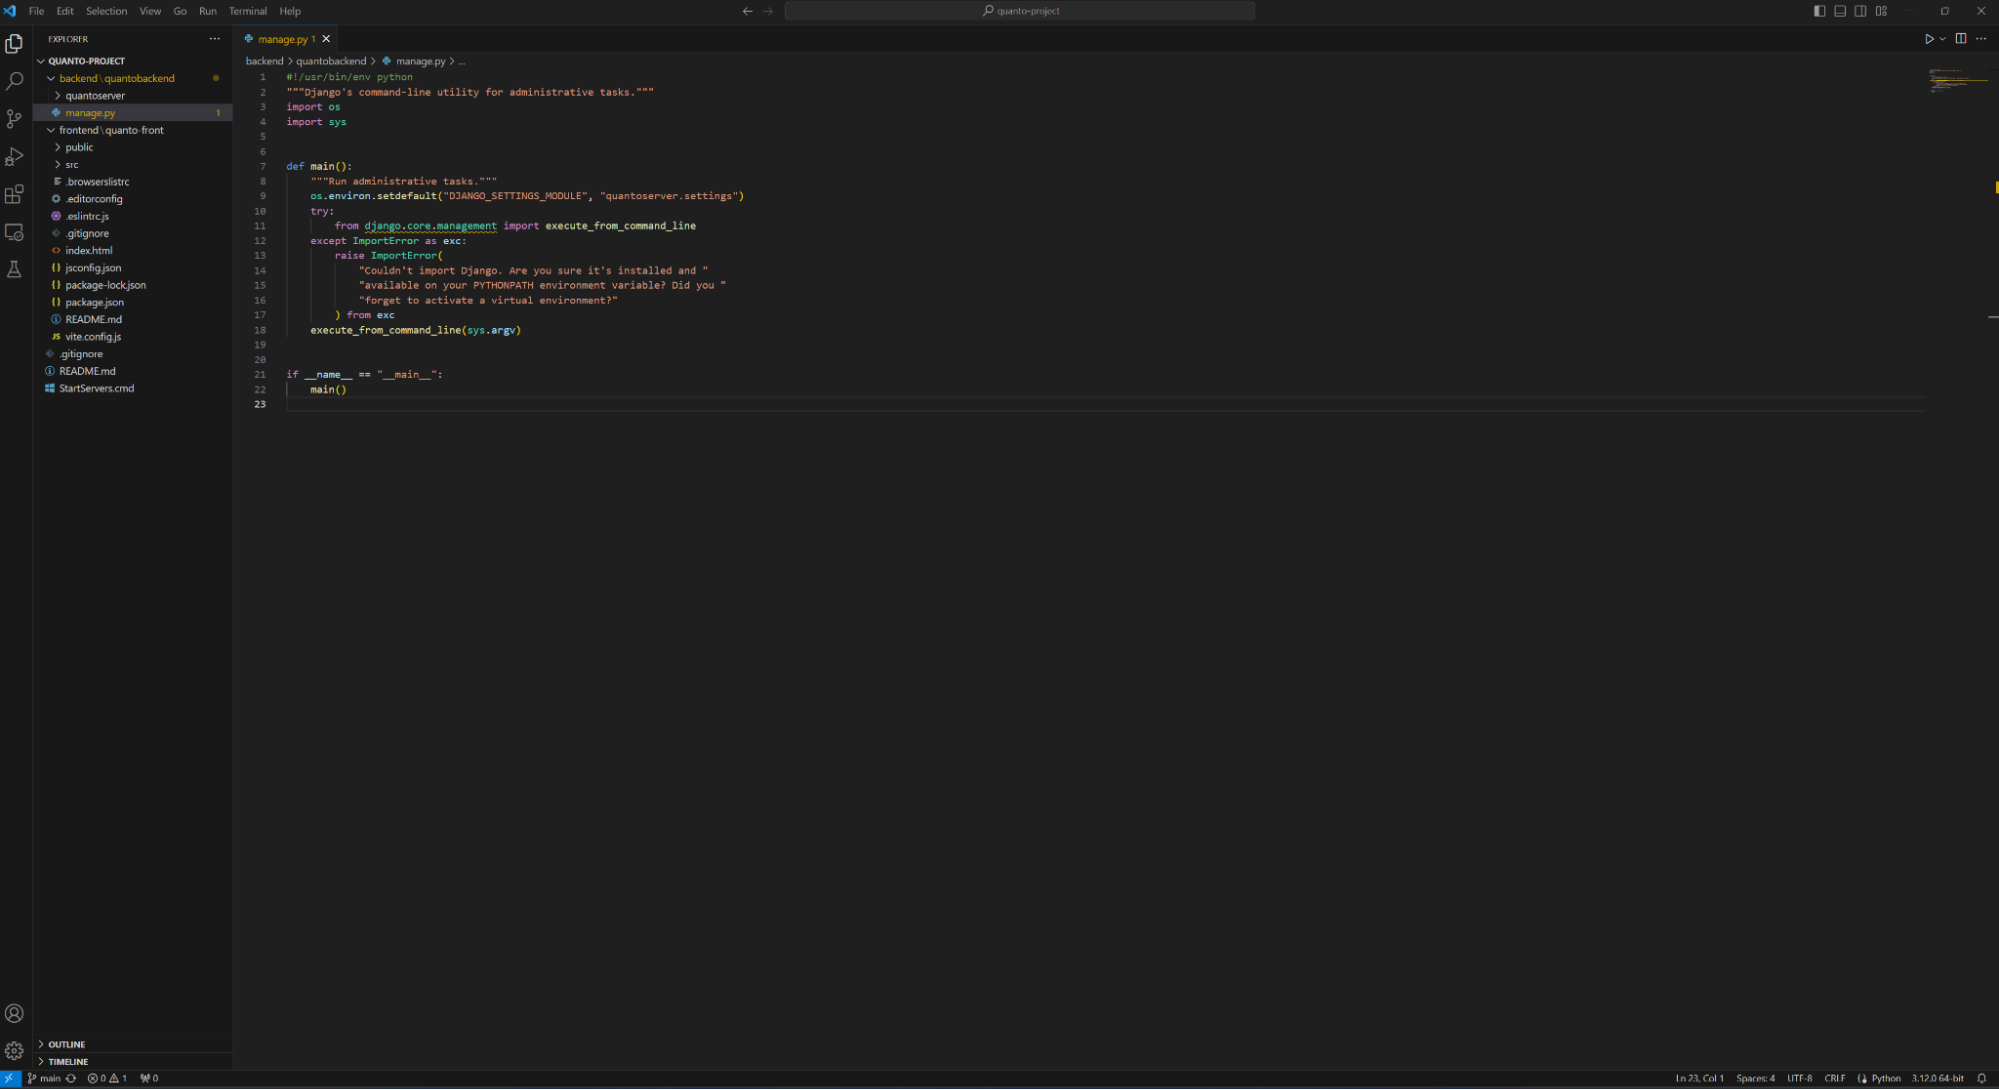 File Edit Selection View Go Run Terminal Help
quanto-project
EXPLORER
QUANTO-PROJECT
backend\quantobackend
quantoserver
manage.py 1
frontend\quanto-front
public
src
.browserslistrc
.editorconfig
.eslintrc.js
.gitignore
index.html
jsconfig.json
package-lock.json
package.json
README.md
vite.config.js
.gitignore
README.md
StartServers.cmd
OUTLINE
TIMELINE
manage.py 1
backend > quantobackend > manage.py > ...
1 #!/usr/bin/env python
2 """Django's command-line utility for administrative tasks."""
3 import os
4 import sys
5
6
7 def main():
8     """Run administrative tasks."""
9     os.environ.setdefault("DJANGO_SETTINGS_MODULE", "quantoserver.settings")
10     try:
11         from django.core.management import execute_from_command_line
12     except ImportError as exc:
13         raise ImportError(
14             "Couldn't import Django. Are you sure it's installed and "
15             "available on your PYTHONPATH environment variable? Did you "
16             "forget to activate a virtual environment?"
17         ) from exc
18     execute_from_command_line(sys.argv)
19
20
21 if __name__ == "__main__":
22     main()
23
main 0 1 0
Ln 23, Col 1 Spaces: 4 UTF-8 CRLF Python 3.12.0 64-bit